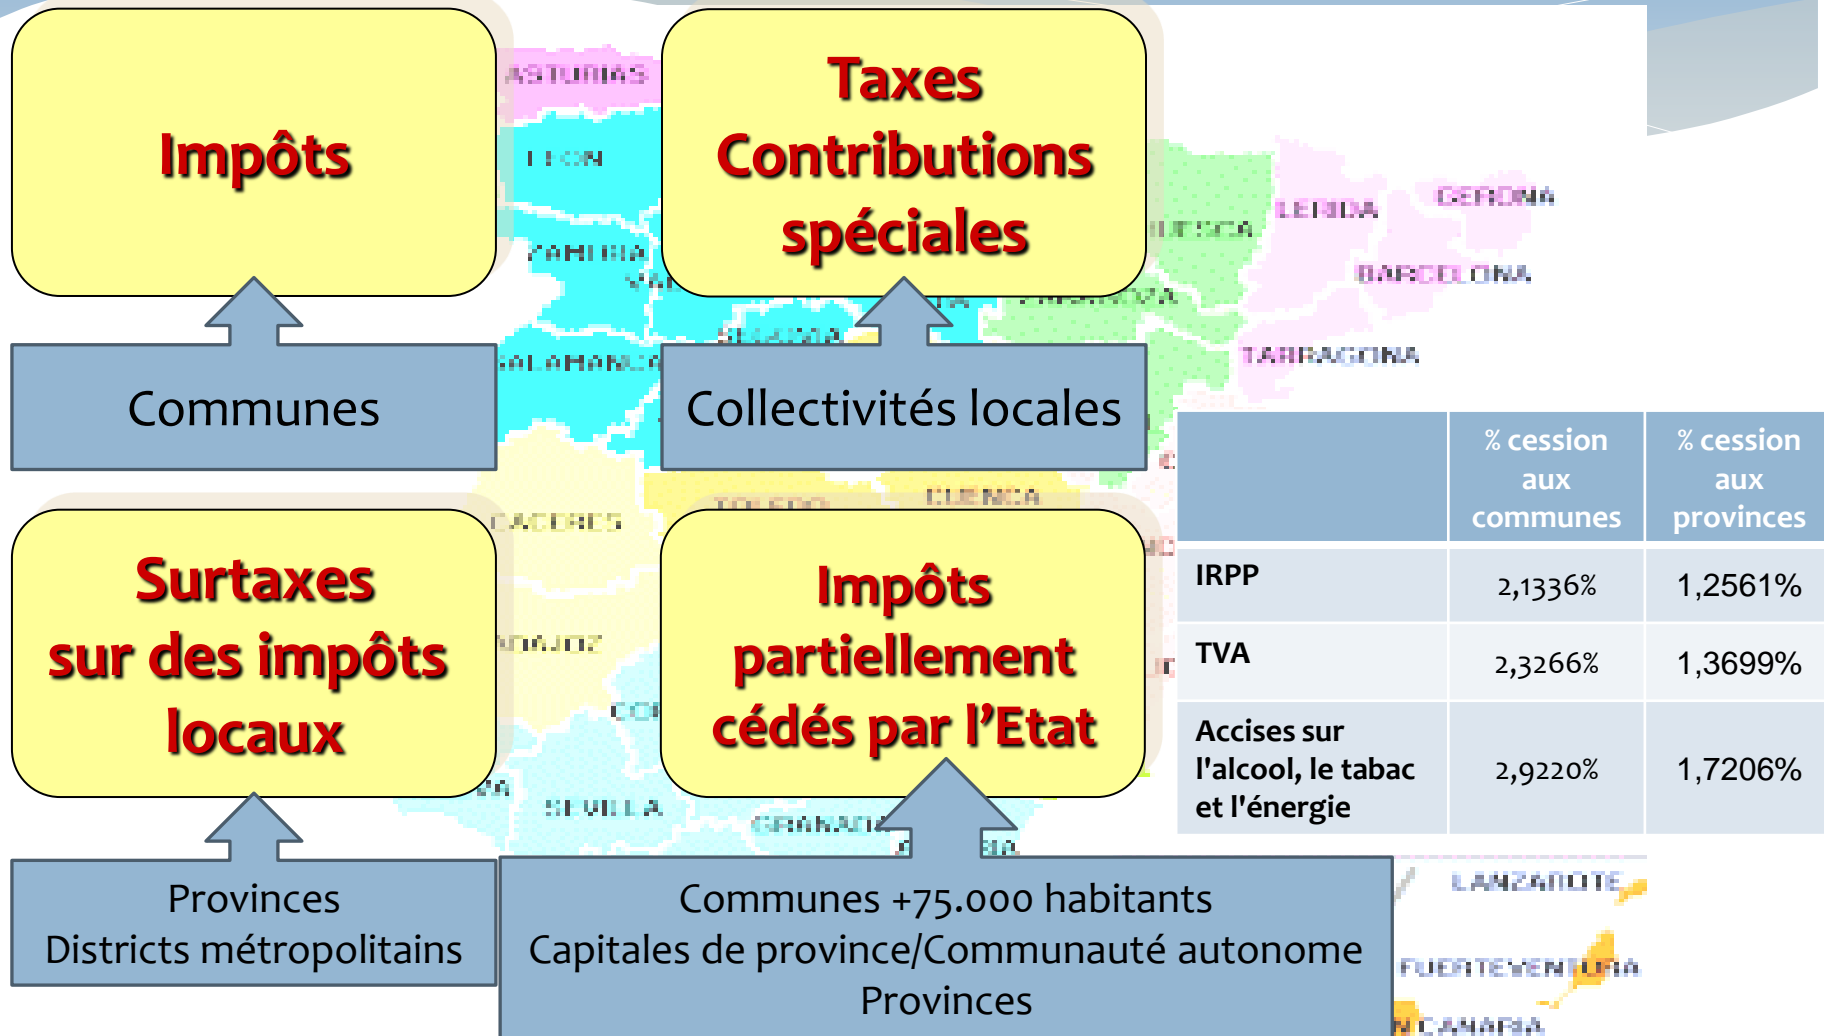 Impôts
Communes
Taxes
Contributions
spéciales
Collectivités locales
Surtaxes
sur des impôts
locaux
Provinces
Districts métropolitains
Impôts
partiellement
cédés par l’Etat
Communes +75.000 habitants
Capitales de province/Communauté autonome
Provinces
% cession aux communes
% cession aux provinces
IRPP 2,1336% 1,2561%
TVA 2,3266% 1,3699%
Accises sur l'alcool, le tabac et l'énergie 2,9220% 1,7206%
ASTURIAS
LEON
LERIDA
GERONA
BARCELONA
TARRAGONA
SEGOVIA
TOLEDO
CUENCA
CACERES
SEVILLA
GRANADA
LANZAROTE
FUERTEVENTURA